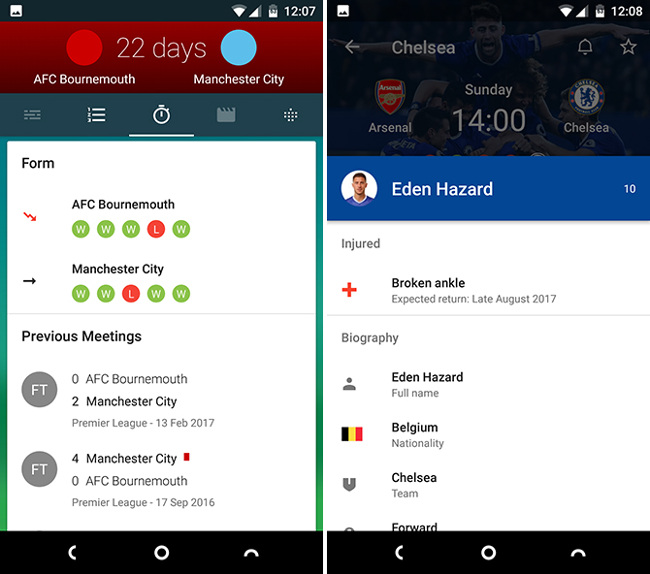 12:07
22 days
AFC Bournemouth
Manchester City
Form
AFC Bournemouth
W W W L W
Manchester City
W W L W W
Previous Meetings
FT
0 AFC Bournemouth
2 Manchester City
Premier League - 13 Feb 2017
FT
4 Manchester City
0 AFC Bournemouth
Premier League - 17 Sep 2016
12:08
Chelsea
Sunday
14:00
Arsenal
Chelsea
Eden Hazard
10
Injured
Broken ankle
Expected return: Late August 2017
Biography
Eden Hazard
Full name
Belgium
Nationality
Chelsea
Team
Forward